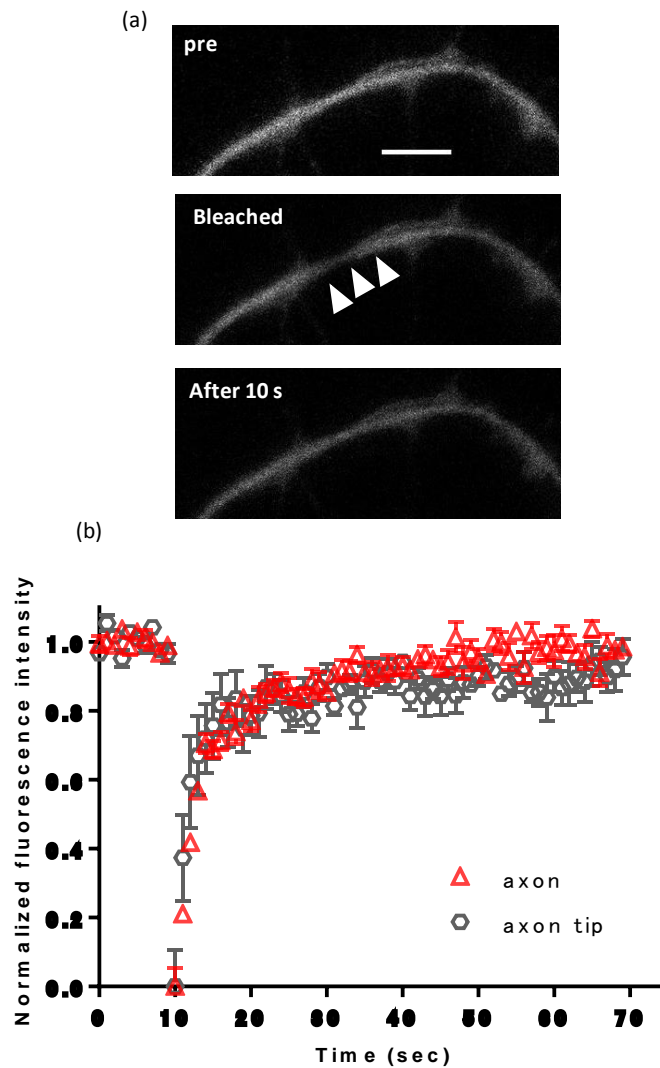 (a)
pre
Bleached
After 10 s
(b)
Normalized fluorescence intensity
1.0
0.8
0.6
0.4
0.2
0.0
axon
axon tip
0 10 20 30 40 50 60 70
Time (sec)